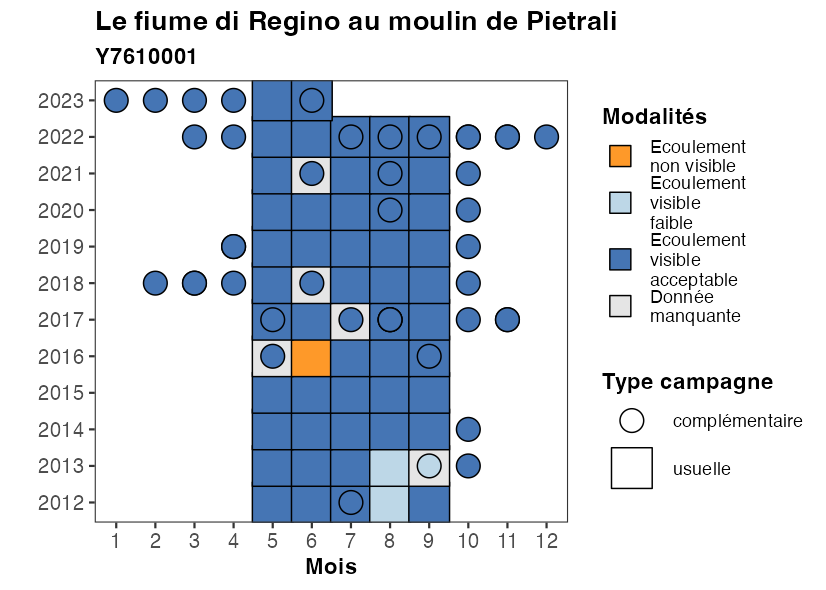 Le fiume di Regino au moulin de Pietrali
Y7610001
2023
2022
2021
2020
2019
2018
2017
2016
2015
2014
2013
2012
1 2 3 4 5 6 7 8 9 10 11 12
Mois
Modalités
Ecoulement
non visible
Ecoulement
visible
faible
Ecoulement
visible
acceptable
Donnée
manquante
Type campagne
complémentaire
usuelle